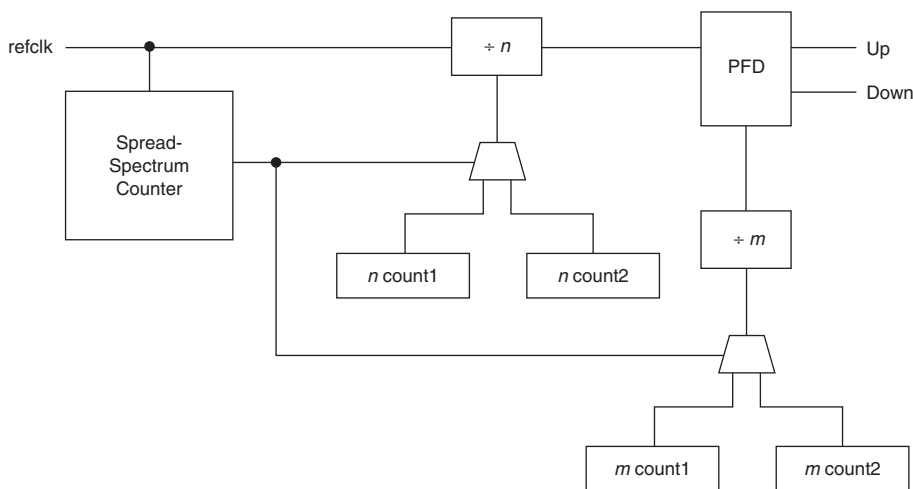 refclk
÷ n
PFD
Up
Down
Spread-
Spectrum
Counter
÷ m
n count1
n count2
m count1
m count2